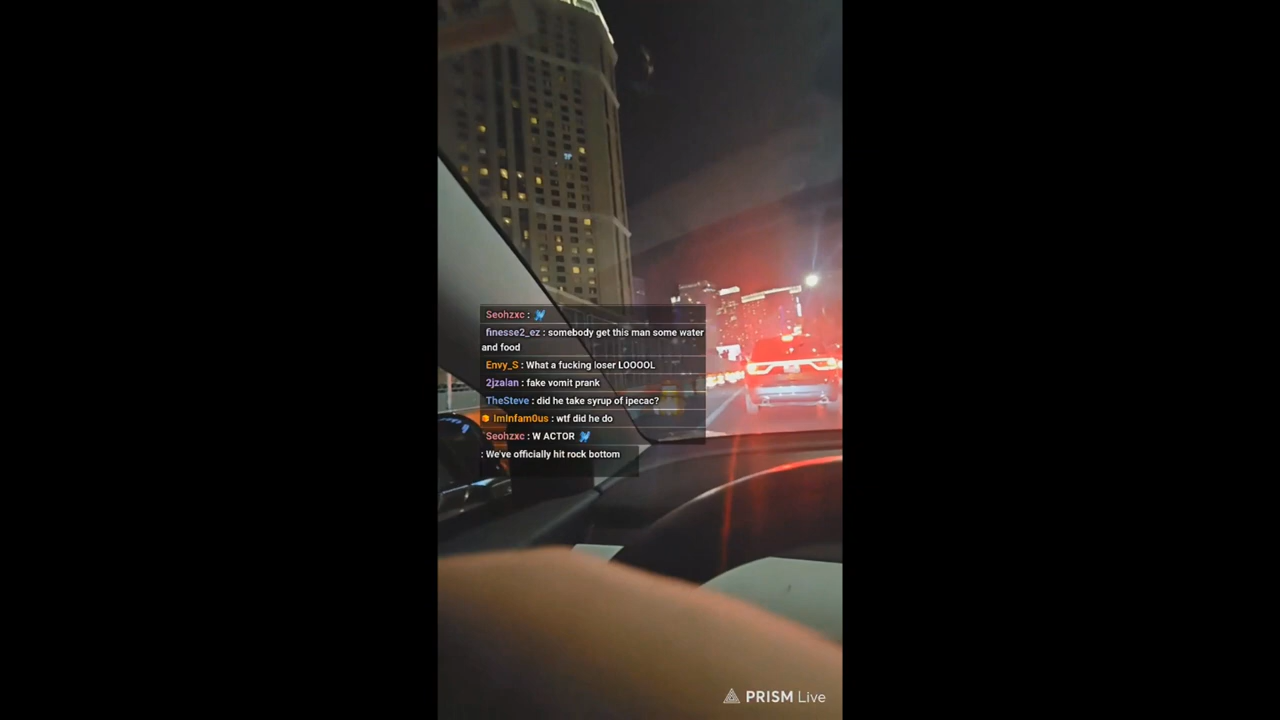 Seohzxc :
finesse2_ez : somebody get this man some water
and food
Envy_S : What a fucking loser LOOOOL
2jzalan : fake vomit prank
TheSteve : did he take syrup of ipecac?
ImInfam0us : wtf did he do
Seohzxc : W ACTOR
: We've officially hit rock bottom
PRISM Live